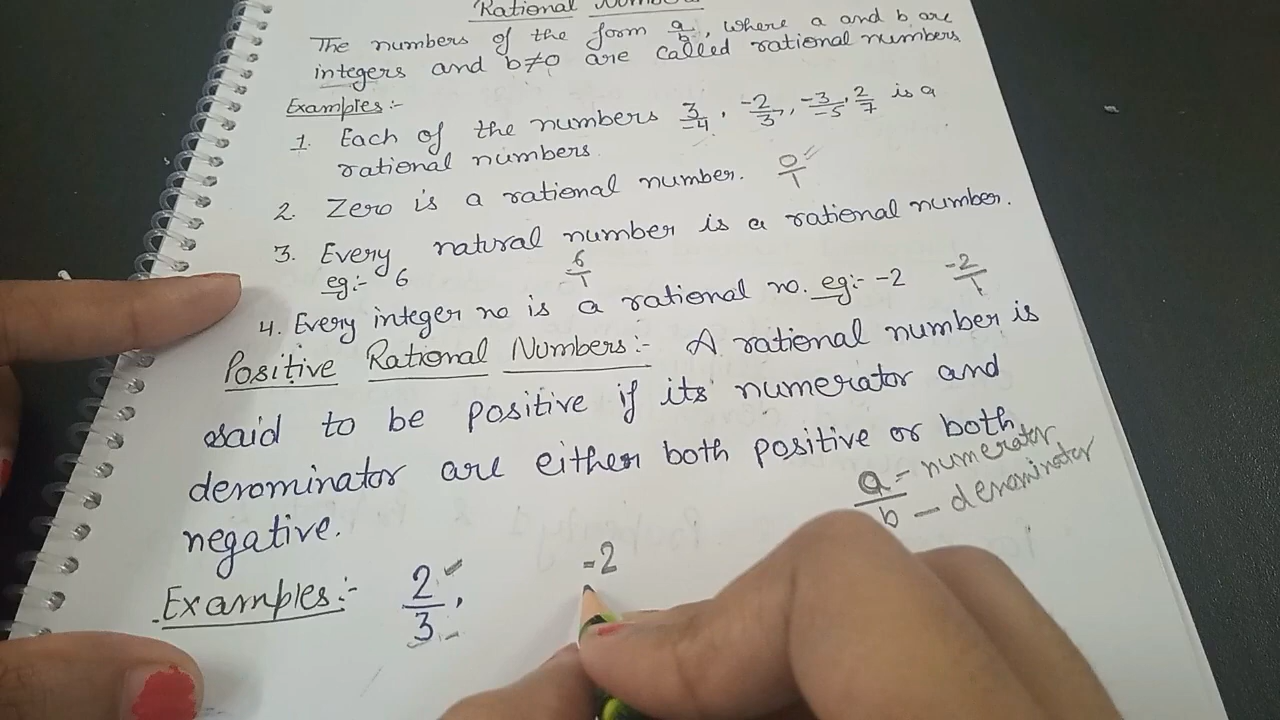 Rational Numbers
The numbers of the form a/b, where a and b are
integers and b≠0 are called rational numbers
Examples:-
1. Each of the numbers 3/-4, -2/3, -3/-5, 2/7 is a
rational numbers
2. Zero is a rational number. 0/1
3. Every natural number is a rational number.
eg:- 6 6/1
4. Every integer no is a rational no. eg:- -2 -2/1
Positive Rational Numbers:- A rational number is
said to be positive if its numerator and
denominator are either both positive or both
negative.
a - numerator
b - denominator
Examples:- 2/3, -2